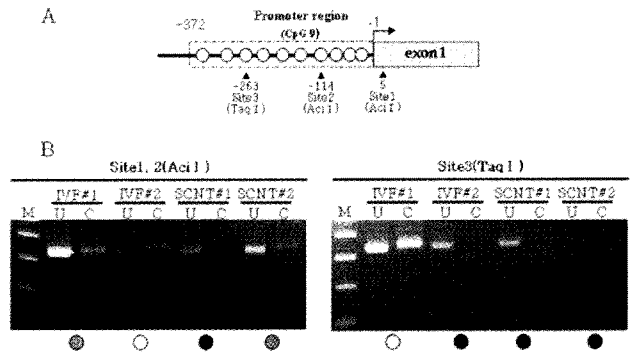 A
-372
Promoter region
(CpG 9)
-1
exon1
-263
Site3
(Taq I)
-114
Site2
(Aci I)
5
Site1
(Aci I)
B
Site1, 2(Aci I)
IVF#1 IVF#2 SCNT#1 SCNT#2
M U C U C U C U C
Site3(Taq I)
IVF#1 IVF#2 SCNT#1 SCNT#2
M U C U C U C U C